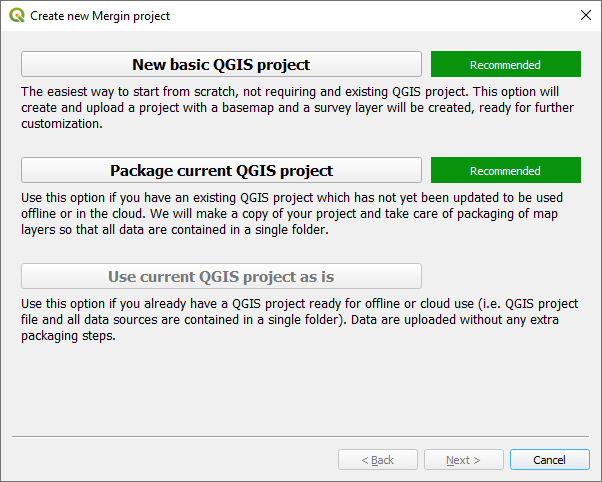 Create new Mergin project
New basic QGIS project
Recommended
The easiest way to start from scratch, not requiring and existing QGIS project. This option will
create and upload a project with a basemap and a survey layer will be created, ready for further
customization.
Package current QGIS project
Recommended
Use this option if you have an existing QGIS project which has not yet been updated to be used
offline or in the cloud. We will make a copy of your project and take care of packaging of map
layers so that all data are contained in a single folder.
Use current QGIS project as is
Use this option if you already have a QGIS project ready for offline or cloud use (i.e. QGIS project
file and all data sources are contained in a single folder). Data are uploaded without any extra
packaging steps.
< Back
Next >
Cancel